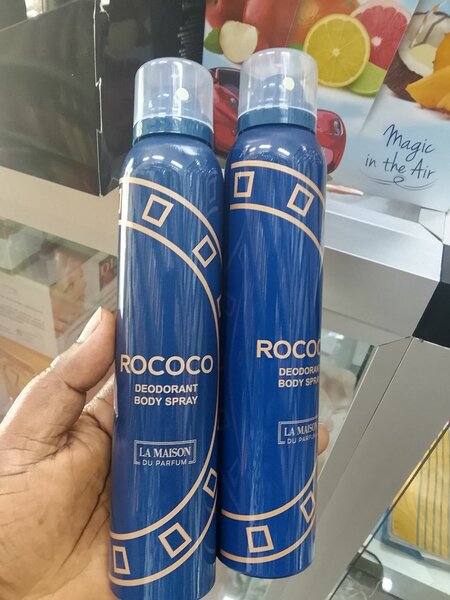 Magic
in the Air
ROCOCO
DEODORANT
BODY SPRAY
LA MAISON
DU PARFUM
ROCOCO
DEODORANT
BODY SPRAY
LA MAISON
DU PARFUM